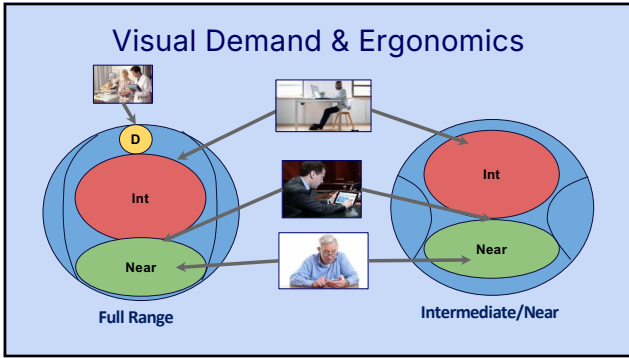 Visual Demand & Ergonomics
D
Int
Near
Full Range
Int
Near
Intermediate/Near